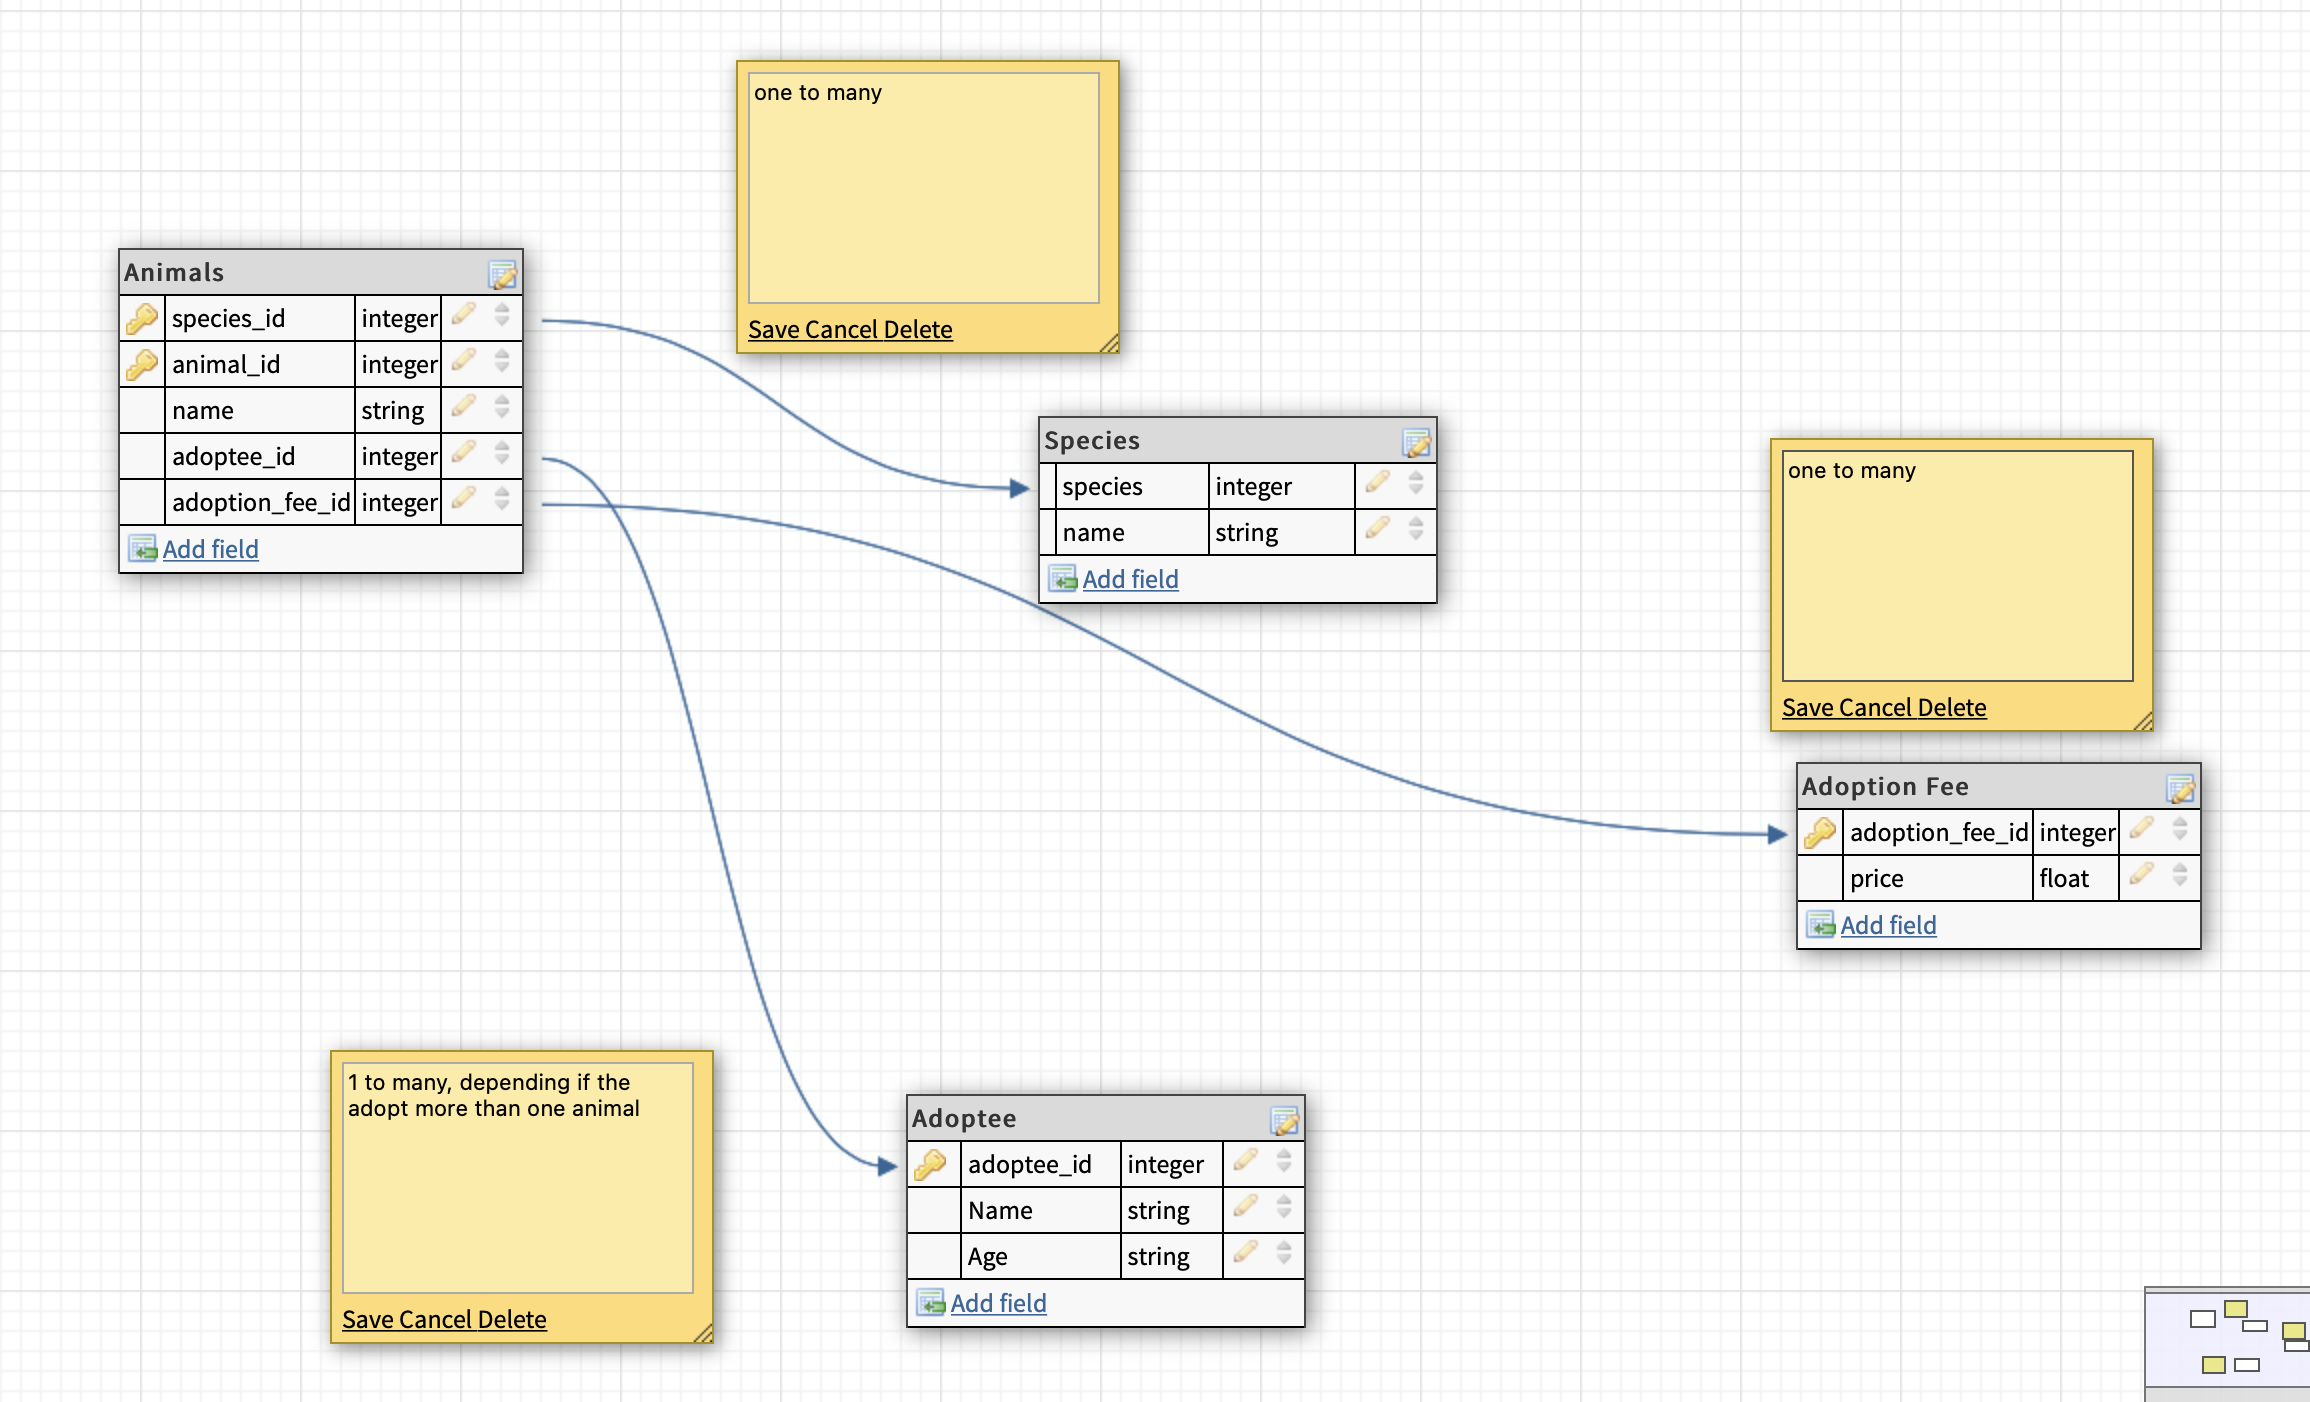 one to many
Save Cancel Delete
Animals
species_id integer
animal_id integer
name string
adoptee_id integer
adoption_fee_id integer
Add field
Species
species integer
name string
Add field
one to many
Save Cancel Delete
Adoption Fee
adoption_fee_id integer
price float
Add field
1 to many, depending if the
adopt more than one animal
Save Cancel Delete
Adoptee
adoptee_id integer
Name string
Age string
Add field